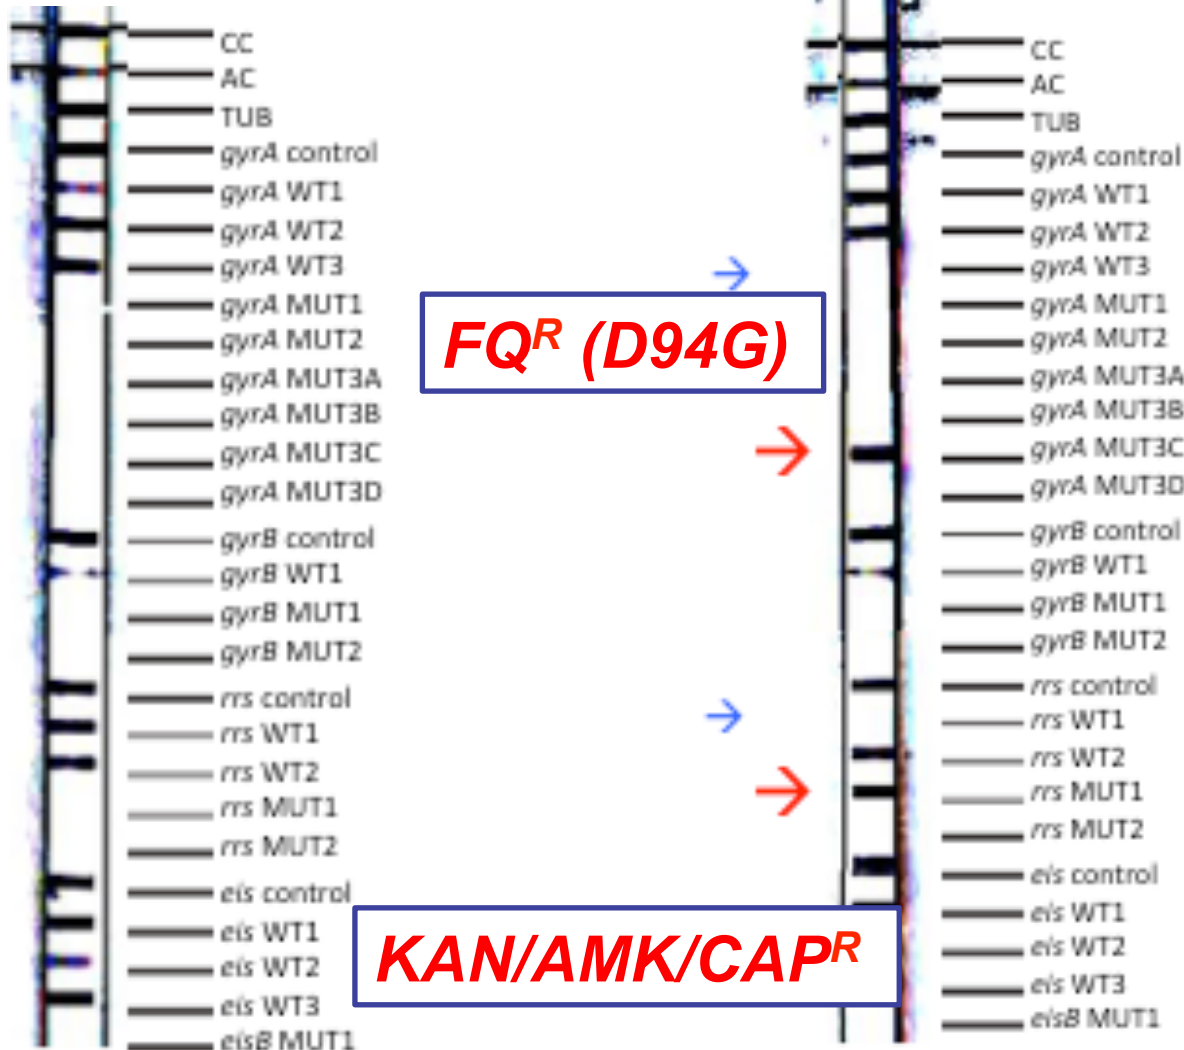 CC
AC
TUB
gyrA control
gyrA WT1
gyrA WT2
gyrA WT3
gyrA MUT1
gyrA MUT2
gyrA MUT3A
gyrA MUT3B
gyrA MUT3C
gyrA MUT3D
gyrB control
gyrB WT1
gyrB MUT1
gyrB MUT2
rrs control
rrs WT1
rrs WT2
rrs MUT1
rrs MUT2
eis control
eis WT1
eis WT2
eis WT3
eisB MUT1
FQR (D94G)
KAN/AMK/CAPR
CC
AC
TUB
gyrA control
gyrA WT1
gyrA WT2
gyrA WT3
gyrA MUT1
gyrA MUT2
gyrA MUT3A
gyrA MUT3B
gyrA MUT3C
gyrA MUT3D
gyrB control
gyrB WT1
gyrB MUT1
gyrB MUT2
rrs control
rrs WT1
rrs WT2
rrs MUT1
rrs MUT2
eis control
eis WT1
eis WT2
eis WT3
eisB MUT1